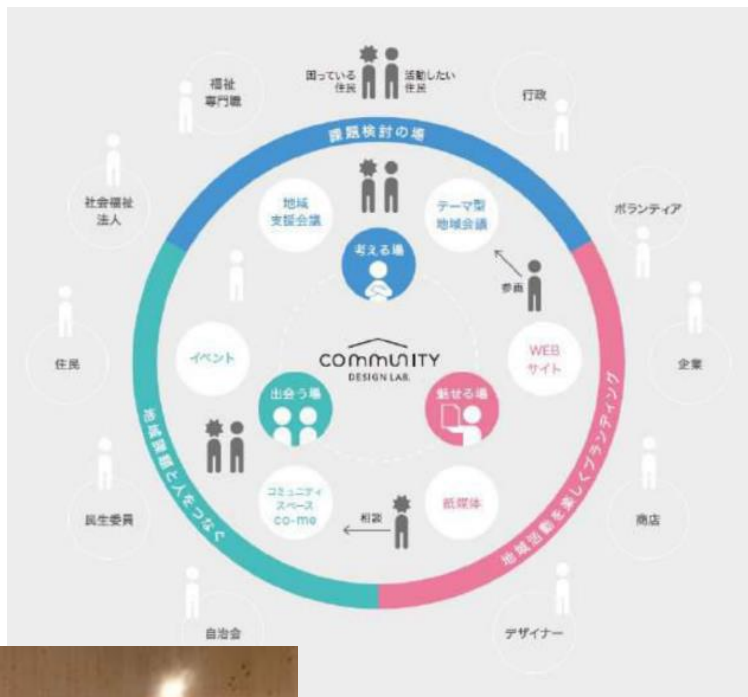 困っている
住民
活動したい
住民
福祉
専門職
行政
課題検討の場
社会福祉
法人
地域
支援会議
テーマ型
地域会議
ボランティア
考える場
参画
住民
イベント
COMMUNITY
DESIGN LAB.
WEB
サイト
企業
出会う場
魅せる場
地域課題と人をつなぐ
地域活動を楽しくブランディング
民生委員
コミュニティ
スペース
co-me
相談
紙媒体
商店
自治会
デザイナー